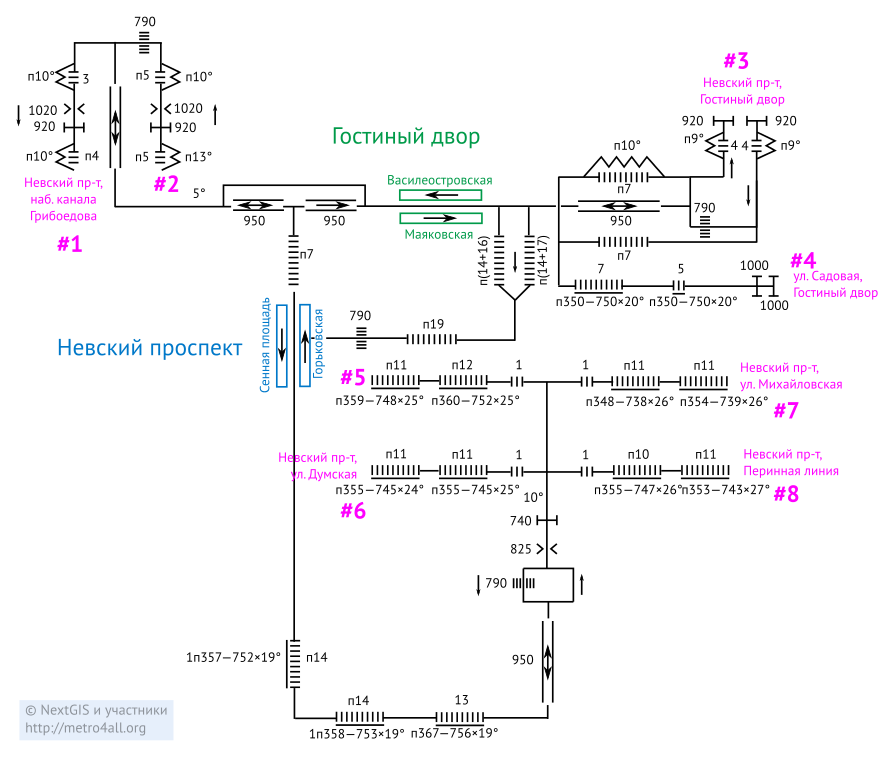 790
п10°
3
п5
п10°
1020
1020
920
920
п10°
п4
п5
п13°
Невский пр-т,
наб. канала
Грибоедова
#1
#2
5°
950
950
Гостиный двор
Василеостровская
Маяковская
#3
Невский пр-т,
Гостиный двор
920
920
п9°
4
4
п9°
п10°
п7
950
790
п7
п7
п(14+16)
п(14+17)
7
п350—750×20°
5
п350—750×20°
1000
1000
#4
ул. Садовая,
Гостиный двор
Невский проспект
Сенная площадь
Горьковская
790
п19
#5
п11
п12
1
1
п11
п11
п359—748×25°
п360—752×25°
п348—738×26°
п354—739×26°
Невский пр-т,
ул. Михайловская
#7
Невский пр-т,
ул. Думская
#6
п11
п11
1
1
п10
п11
п355—745×24°
п355—745×25°
п355—747×26°
п353—743×27°
Невский пр-т,
Перинная линия
#8
10°
740
825
790
950
1п357—752×19°
п14
п14
1п358—753×19°
13
п367—756×19°
© NextGIS и участники
http://metro4all.org